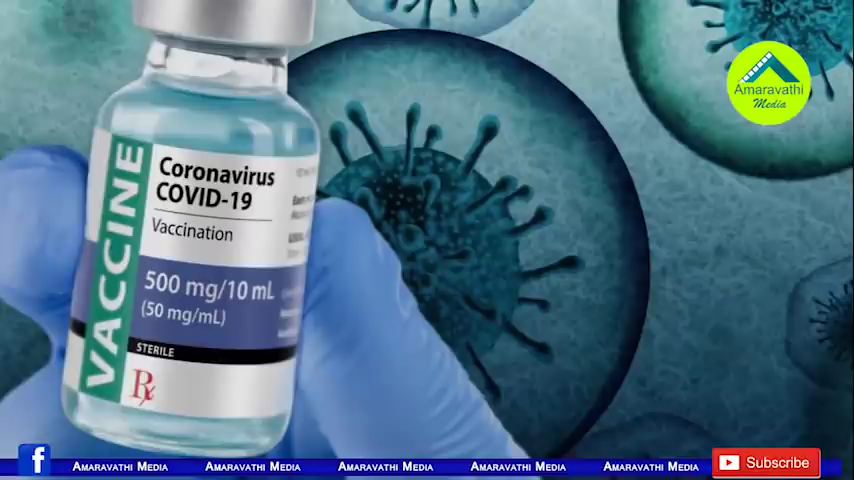 Amaravathi
Media
VACCINE
Coronavirus
COVID-19
Vaccination
500 mg/10 mL
(50 mg/mL)
STERILE
Rx
f
AMARAVATHI MEDIA AMARAVATHI MEDIA AMARAVATHI MEDIA AMARAVATHI MEDIA AMARAVATHI MEDIA
Subscribe